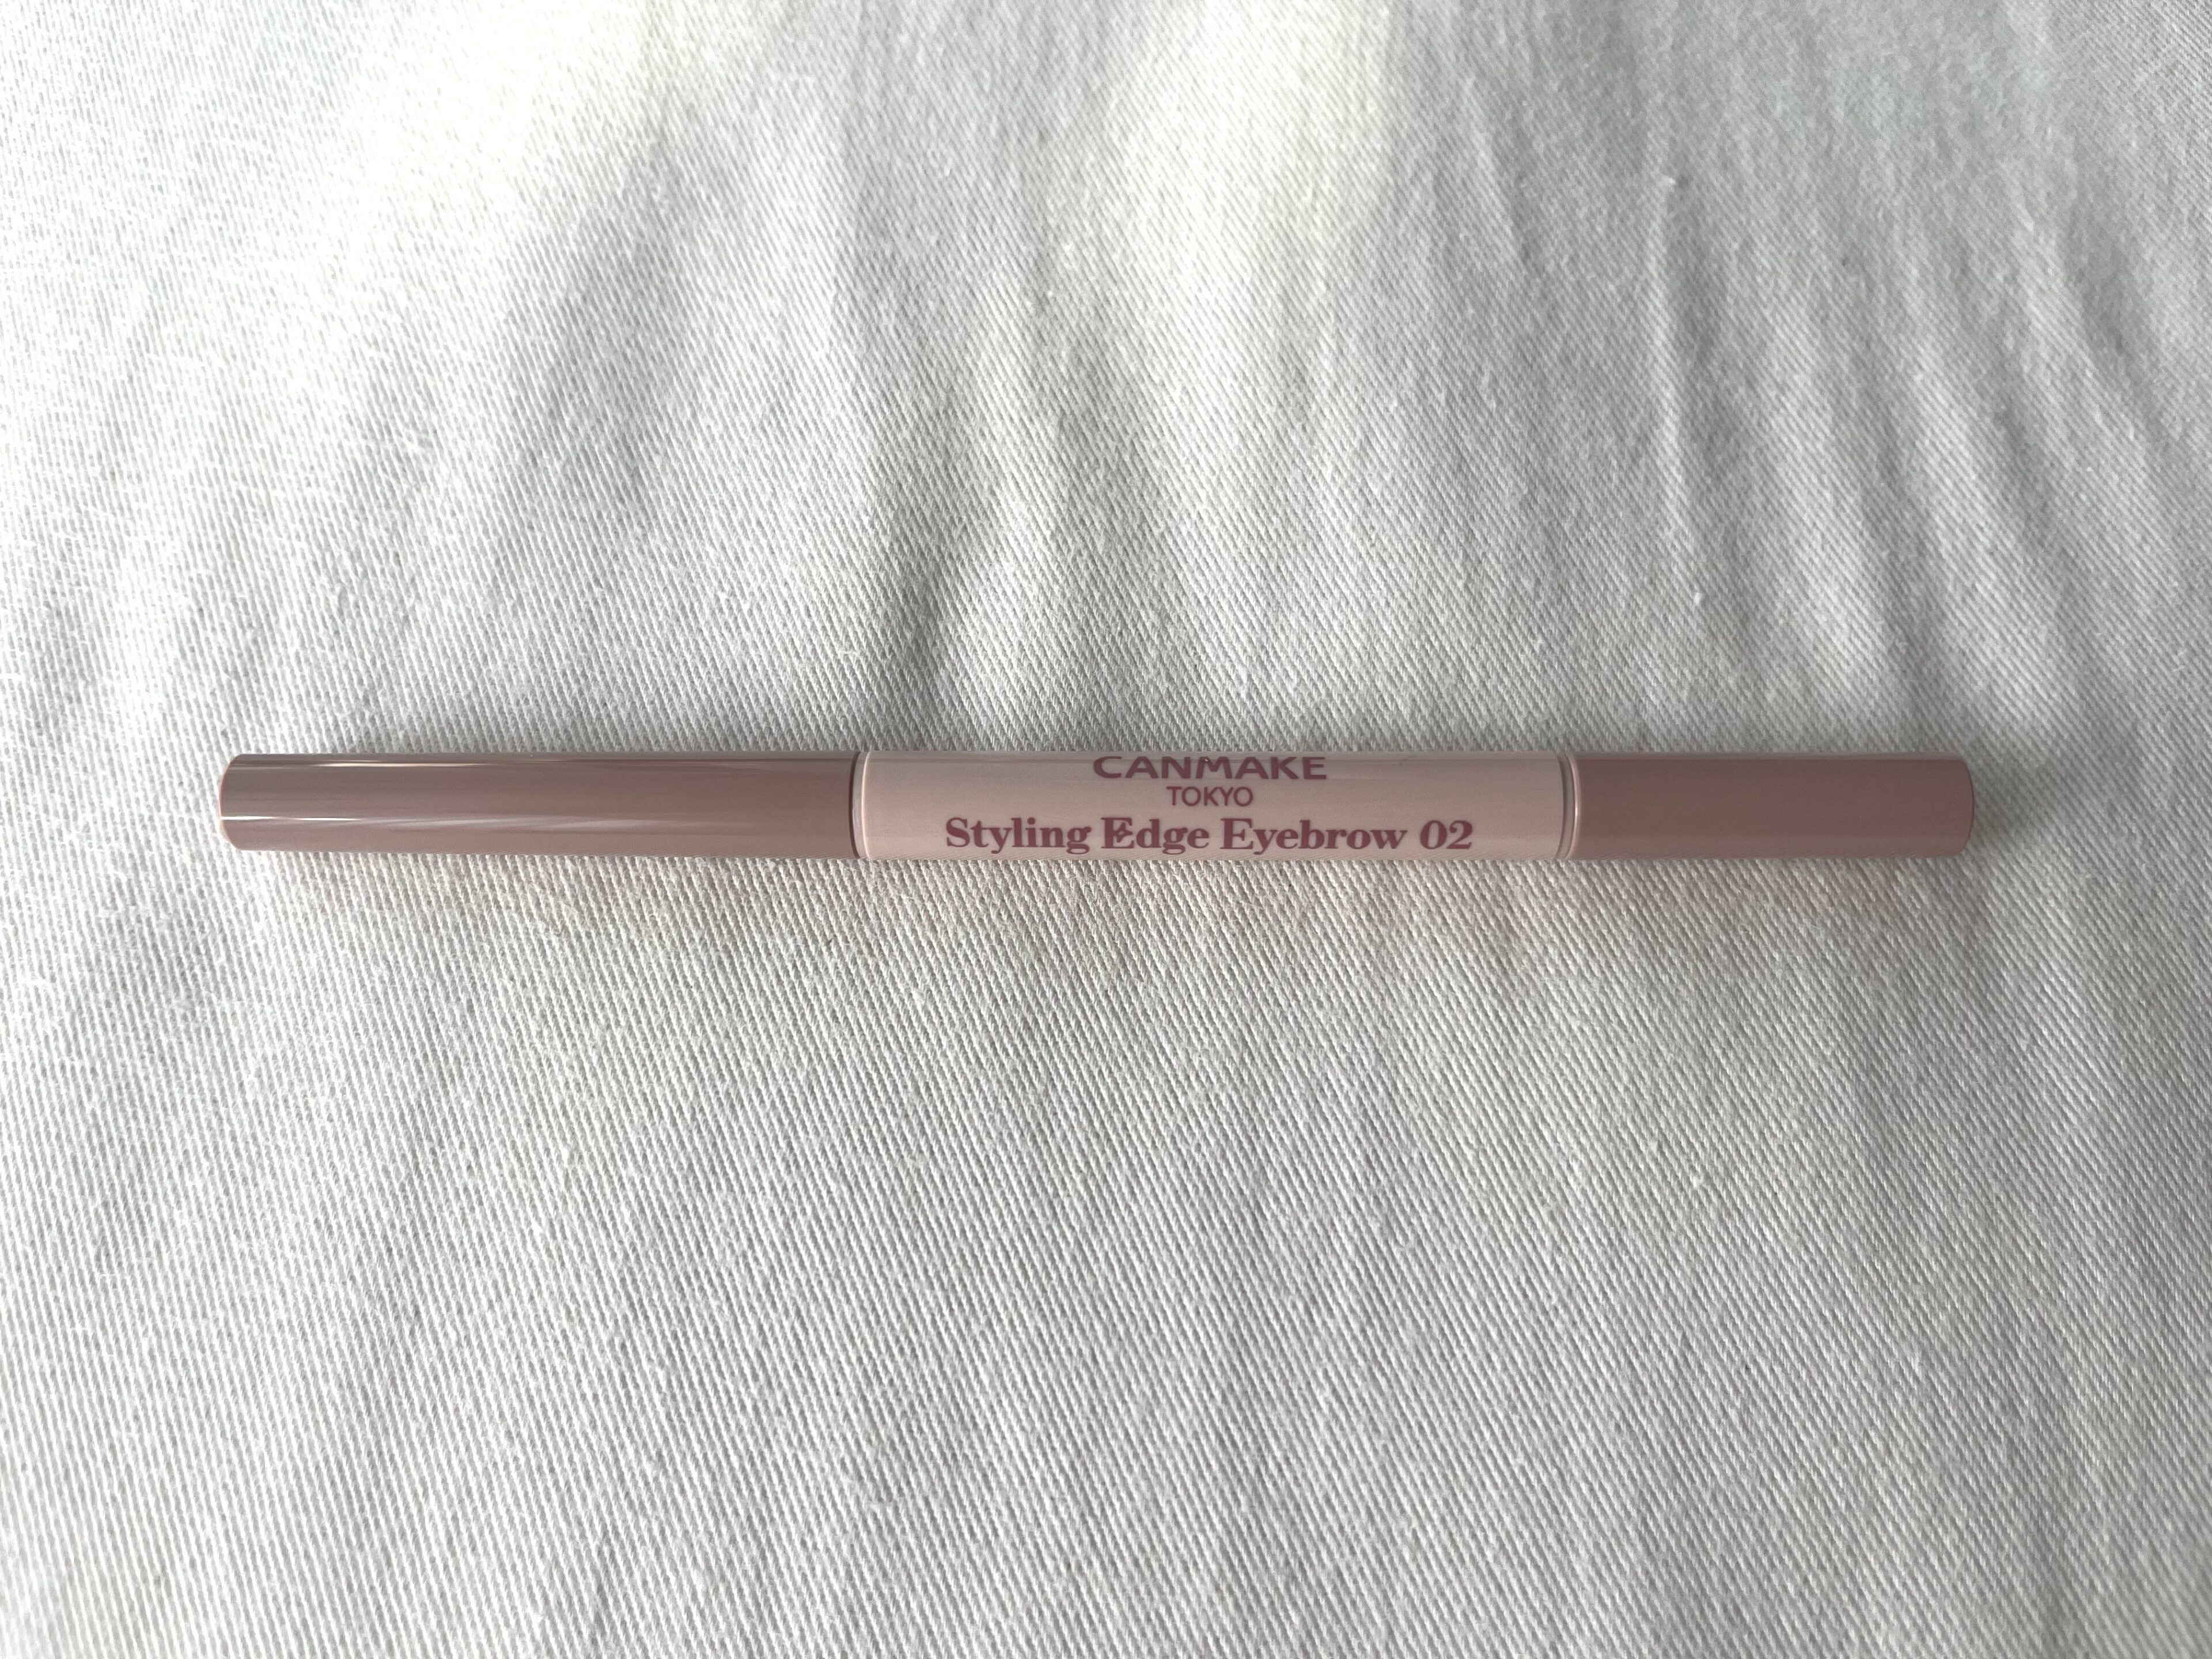 CANMAKE
TOKYO
Styling Edge Eyebrow 02